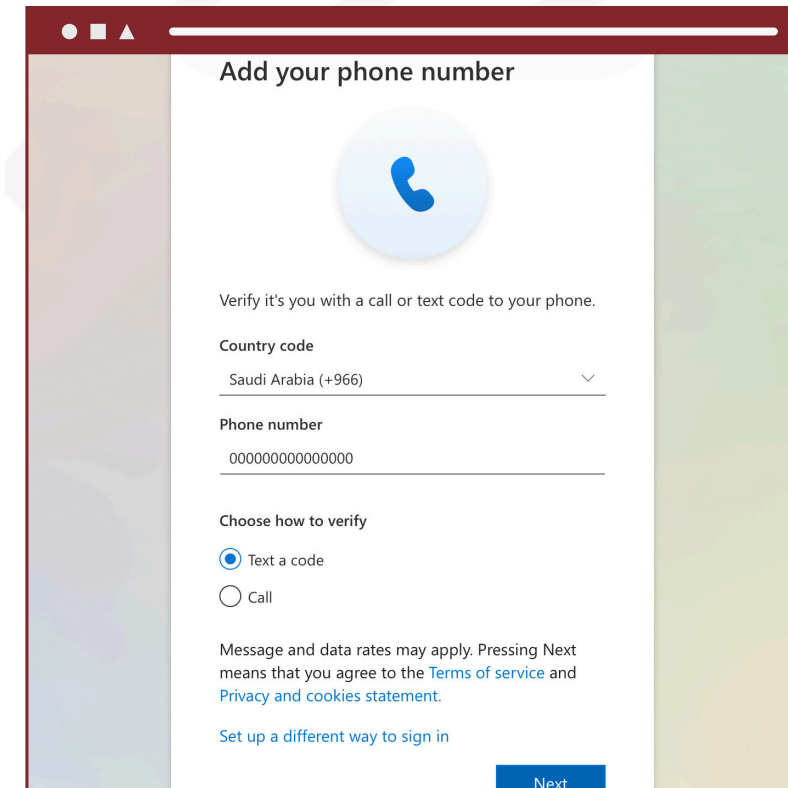 Add your phone number
Verify it's you with a call or text code to your phone.
Country code
Saudi Arabia (+966)
Phone number
000000000000000
Choose how to verify
Text a code
Call
Message and data rates may apply. Pressing Next
means that you agree to the Terms of service and
Privacy and cookies statement.
Set up a different way to sign in
Next